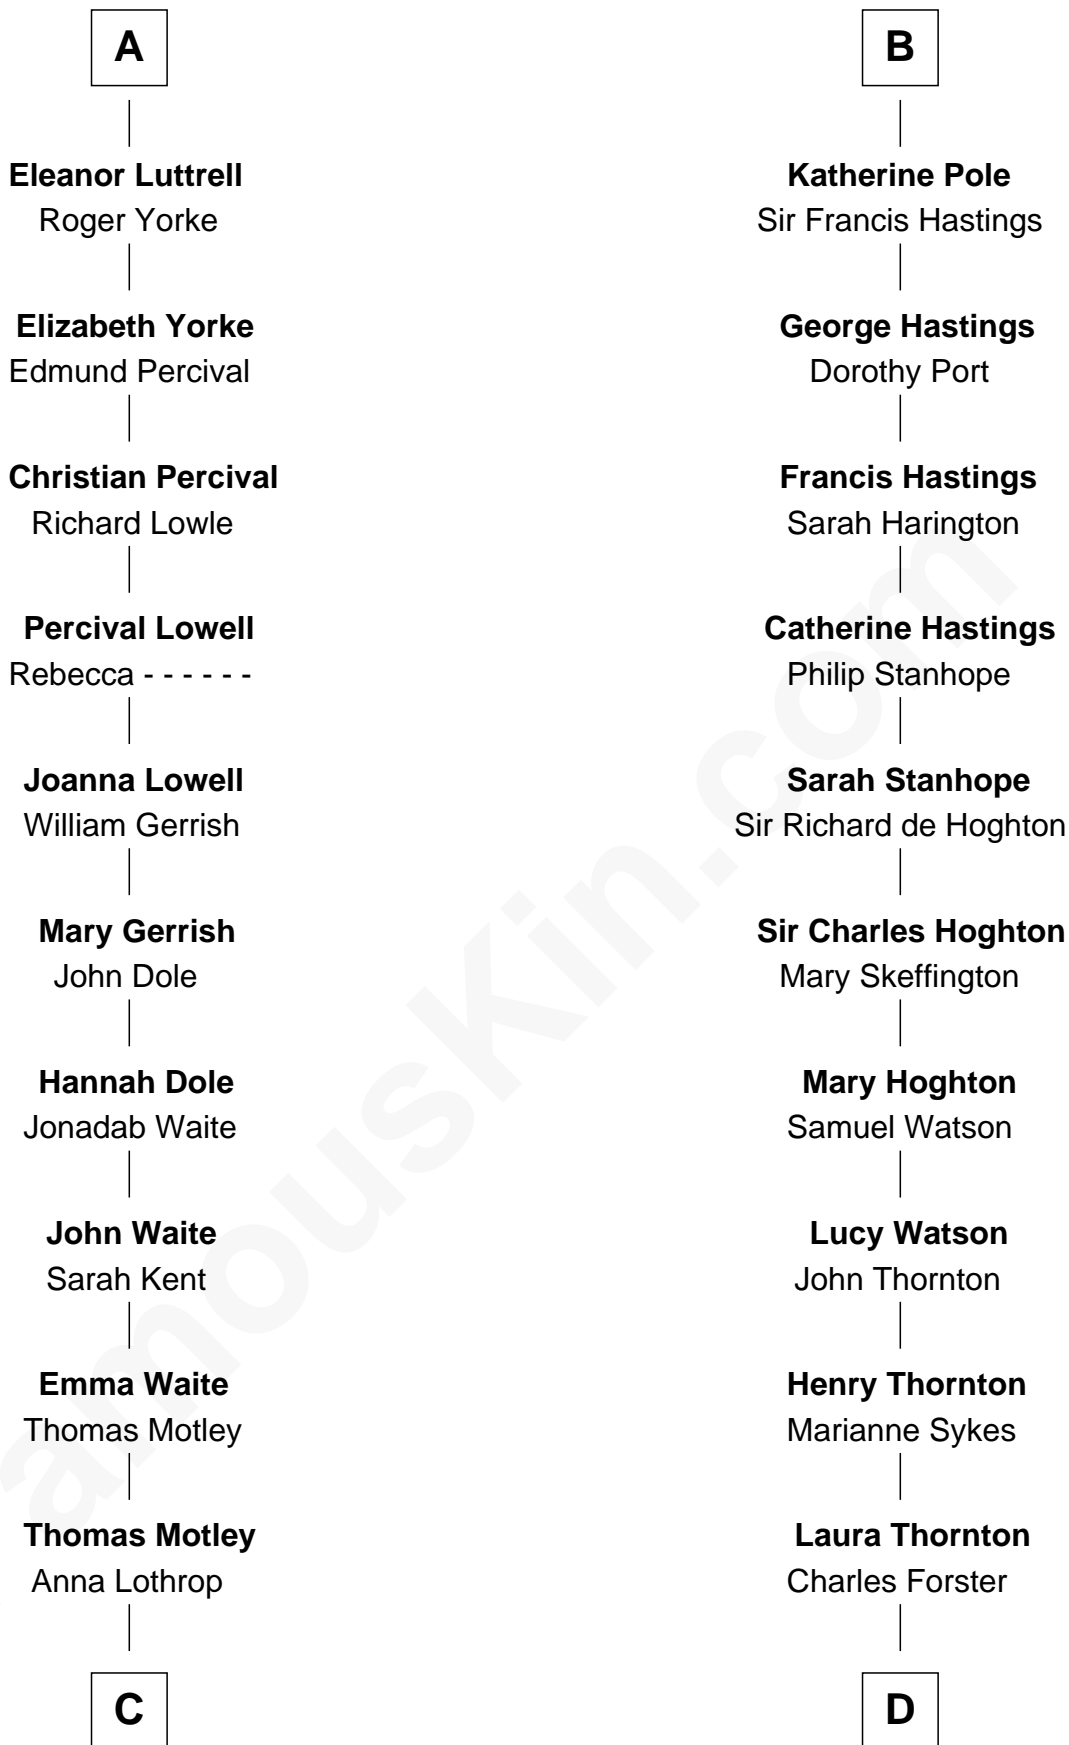 A
Eleanor Luttrell
Roger Yorke
Elizabeth Yorke
Edmund Percival
Christian Percival
Richard Lowle
Percival Lowell
Rebecca - - - - - -
Joanna Lowell
William Gerrish
Mary Gerrish
John Dole
Hannah Dole
Jonadab Waite
John Waite
Sarah Kent
Emma Waite
Thomas Motley
Thomas Motley
Anna Lothrop
C
B
Katherine Pole
Sir Francis Hastings
George Hastings
Dorothy Port
Francis Hastings
Sarah Harington
Catherine Hastings
Philip Stanhope
Sarah Stanhope
Sir Richard de Hoghton
Sir Charles Hoghton
Mary Skeffington
Mary Hoghton
Samuel Watson
Lucy Watson
John Thornton
Henry Thornton
Marianne Sykes
Laura Thornton
Charles Forster
D
amousKin.com